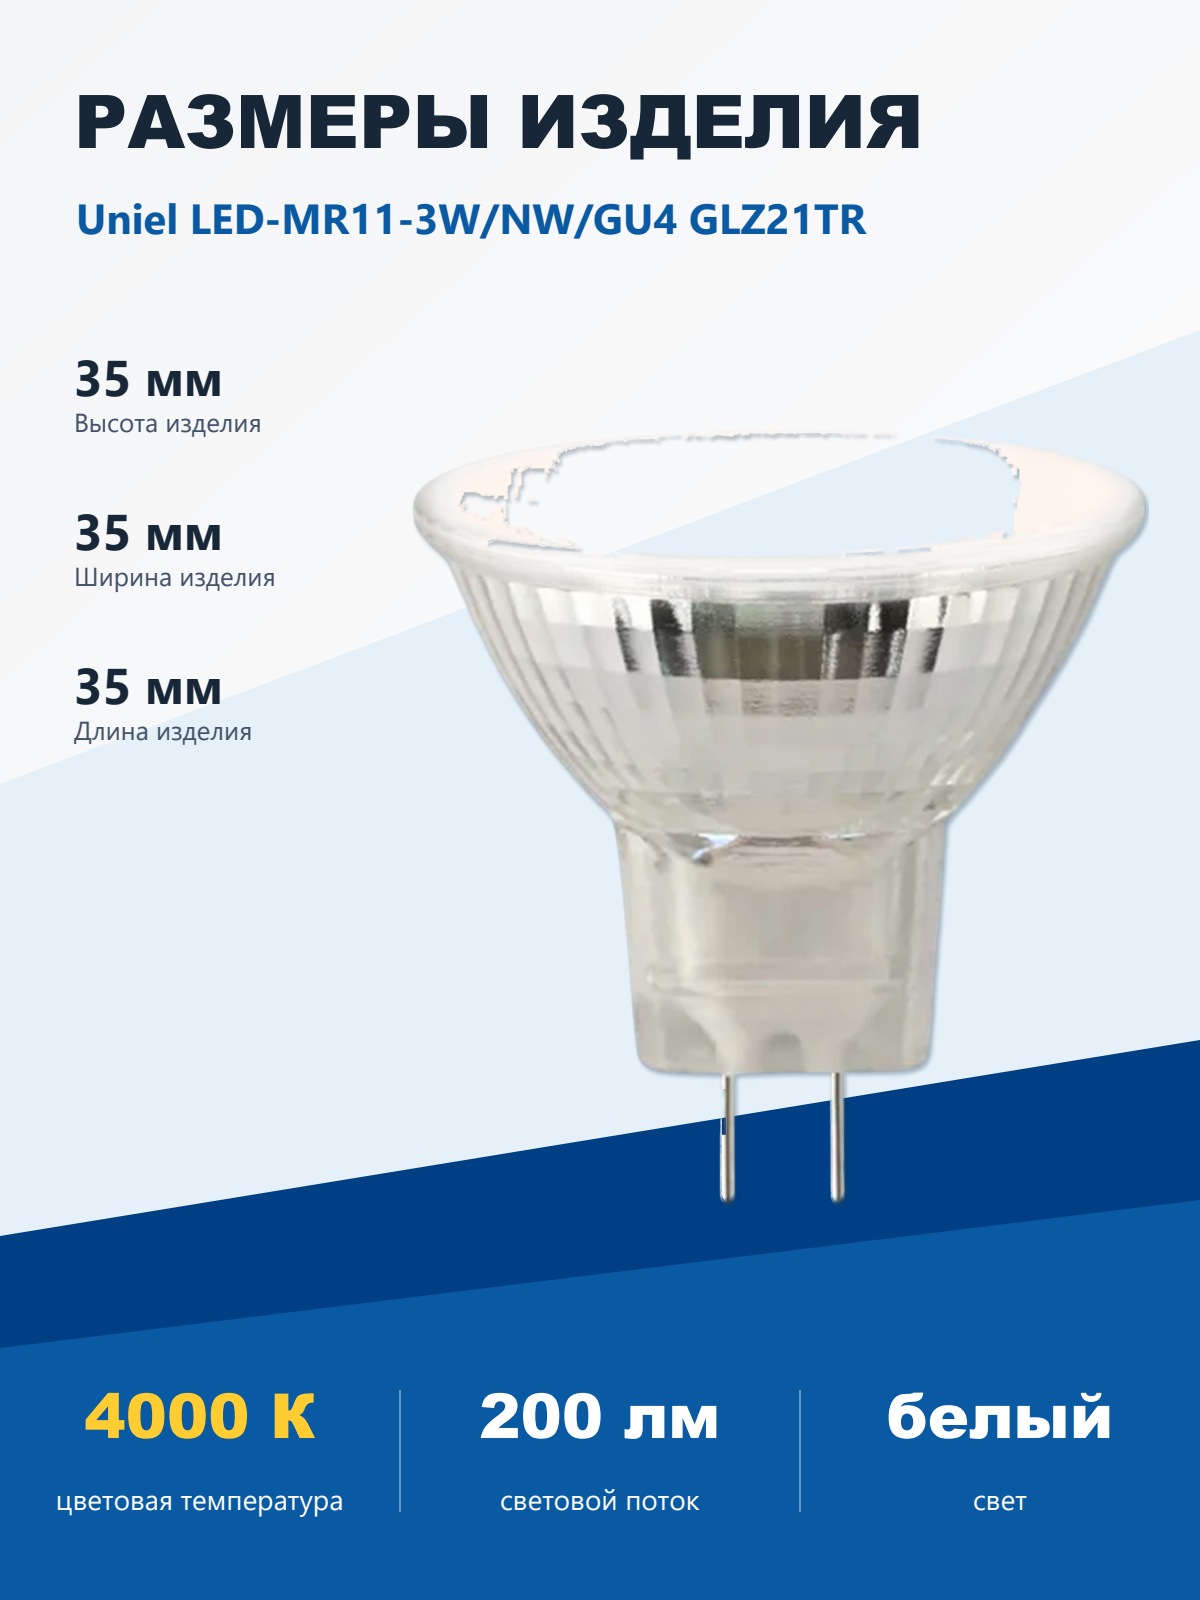 РАЗМЕРЫ ИЗДЕЛИЯ
Uniel LED-MR11-3W/NW/GU4 GLZ21TR
35 мм
Высота изделия
35 мм
Ширина изделия
35 мм
Длина изделия
4000 К
цветовая температура
200 лм
световой поток
белый
свет